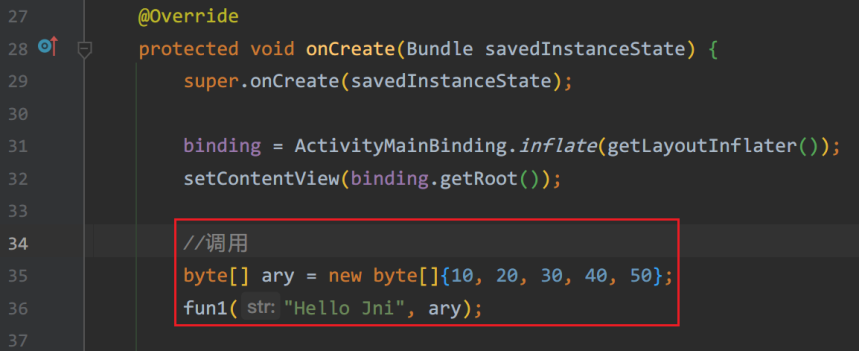 27 @Override
28 protected void onCreate(Bundle savedInstanceState) {
29 super.onCreate(savedInstanceState);
30
31 binding = ActivityMainBinding.inflate(getLayoutInflater());
32 setContentView(binding.getRoot());
33
34 //调用
35 byte[] ary = new byte[]{10, 20, 30, 40, 50};
36 fun1( str: "Hello Jni", ary);
37